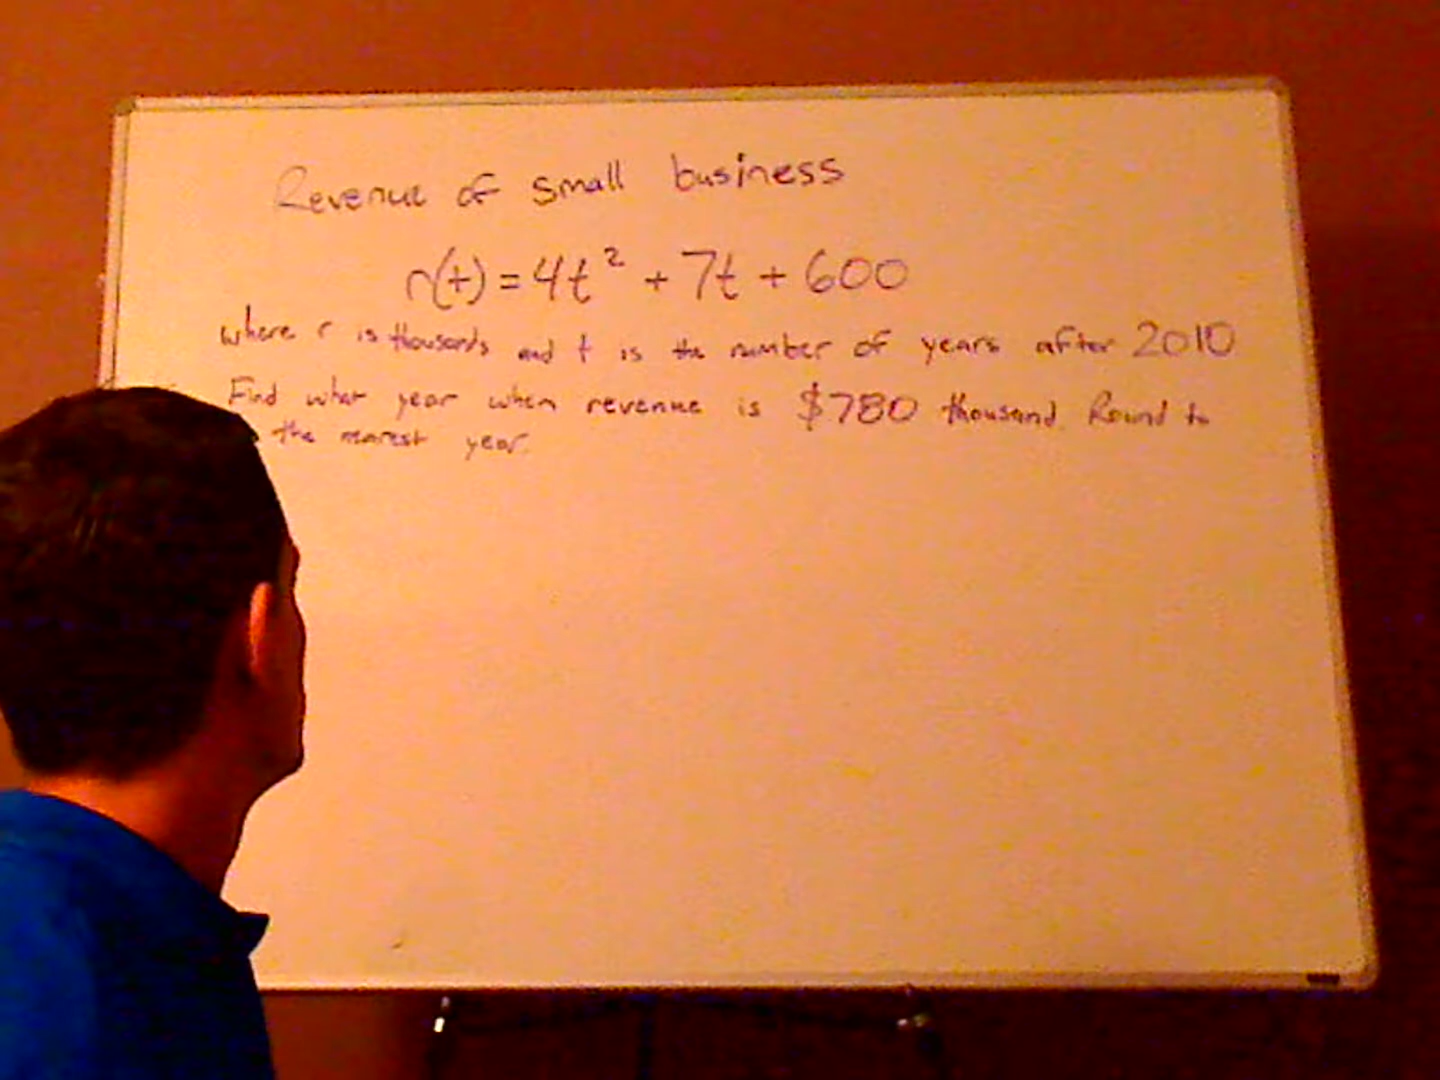 Revenue of small business
r(t) = 4t² + 7t + 600
where r is thousands and t is the number of years after 2010
Find what year when revenue is $780 thousand. Round to
the nearest year.